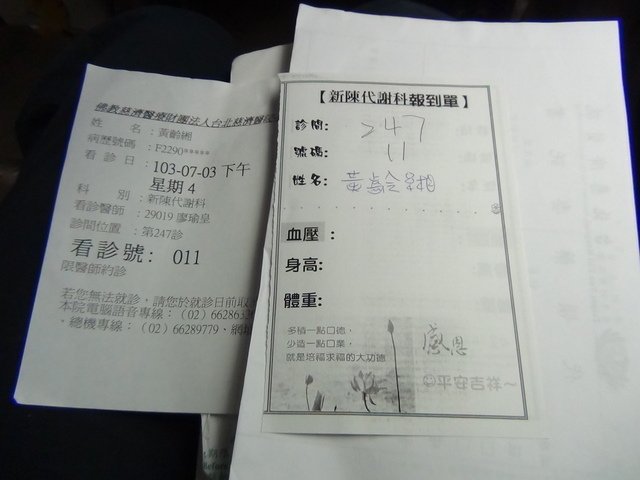 佛教慈濟醫療財團法人台北慈濟醫院
姓 名 : 黃齡緗
病歷號碼 : F2290*****
看 診 日 : 103-07-03 下午
星期 4
科 別 : 新陳代謝科
看診醫師 : 29019 廖瑜皇
診間位置 : 第247診
看診號: 011
限醫師約診
若您無法就診，請您於就診日前取
本院電腦語音專線：(02) 6628632
。總機專線：(02) 66289779、網
【新陳代謝科報到單】
診間: 247
號碼: 11
姓名: 黃齡緗
血壓 :
身高:
體重:
多積一點口德，
少造一點口業，
就是培福求福的大功德
感恩
☺平安吉祥～